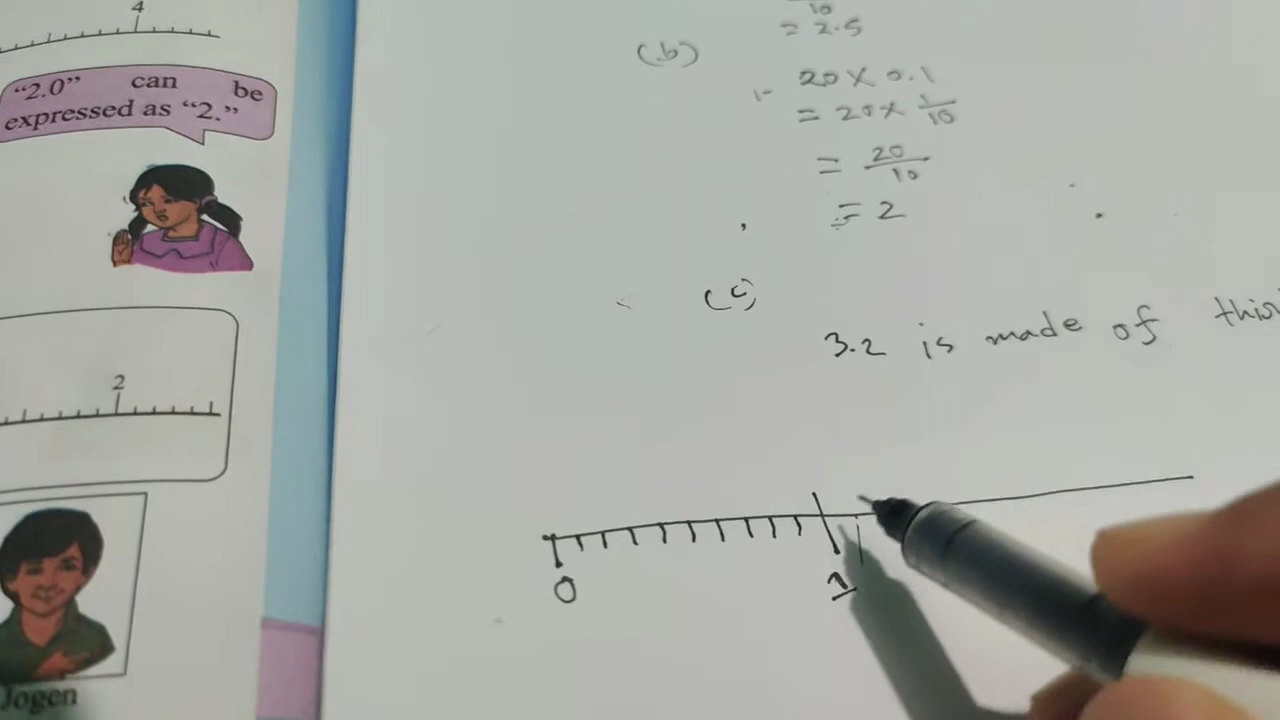 4
"2.0" can be
expressed as "2."
2
Jogen
10
= 2.5
(b)
20 × 0.1
= 20 × 1/10
= 20/10
= 2
(c)
3.2 is made of
0
1